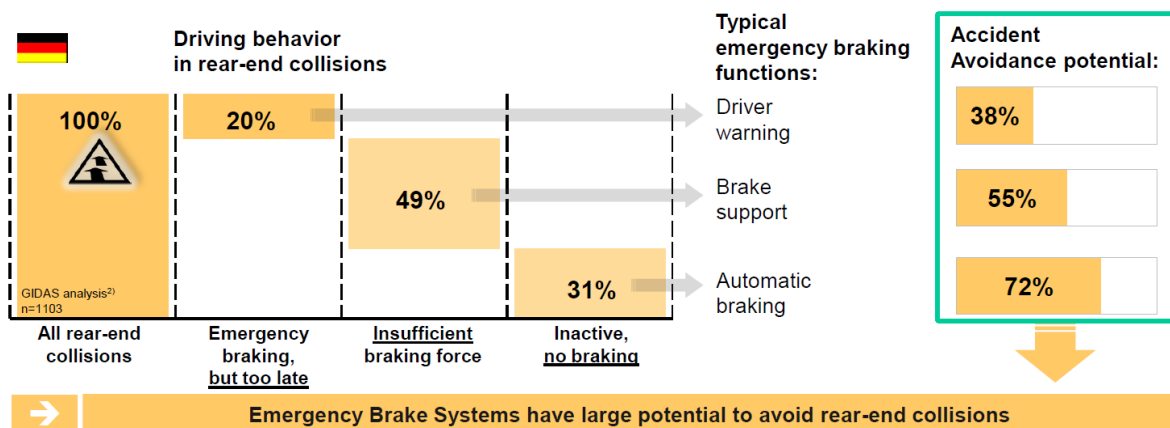 Driving behavior
in rear-end collisions
Typical
emergency braking
functions:
Accident
Avoidance potential:
100%
20%
49%
31%
Driver
warning
Brake
support
Automatic
braking
38%
55%
72%
GIDAS analysis²⁾
n=1103
All rear-end
collisions
Emergency
braking,
but too late
Insufficient
braking force
Inactive,
no braking
Emergency Brake Systems have large potential to avoid rear-end collisions